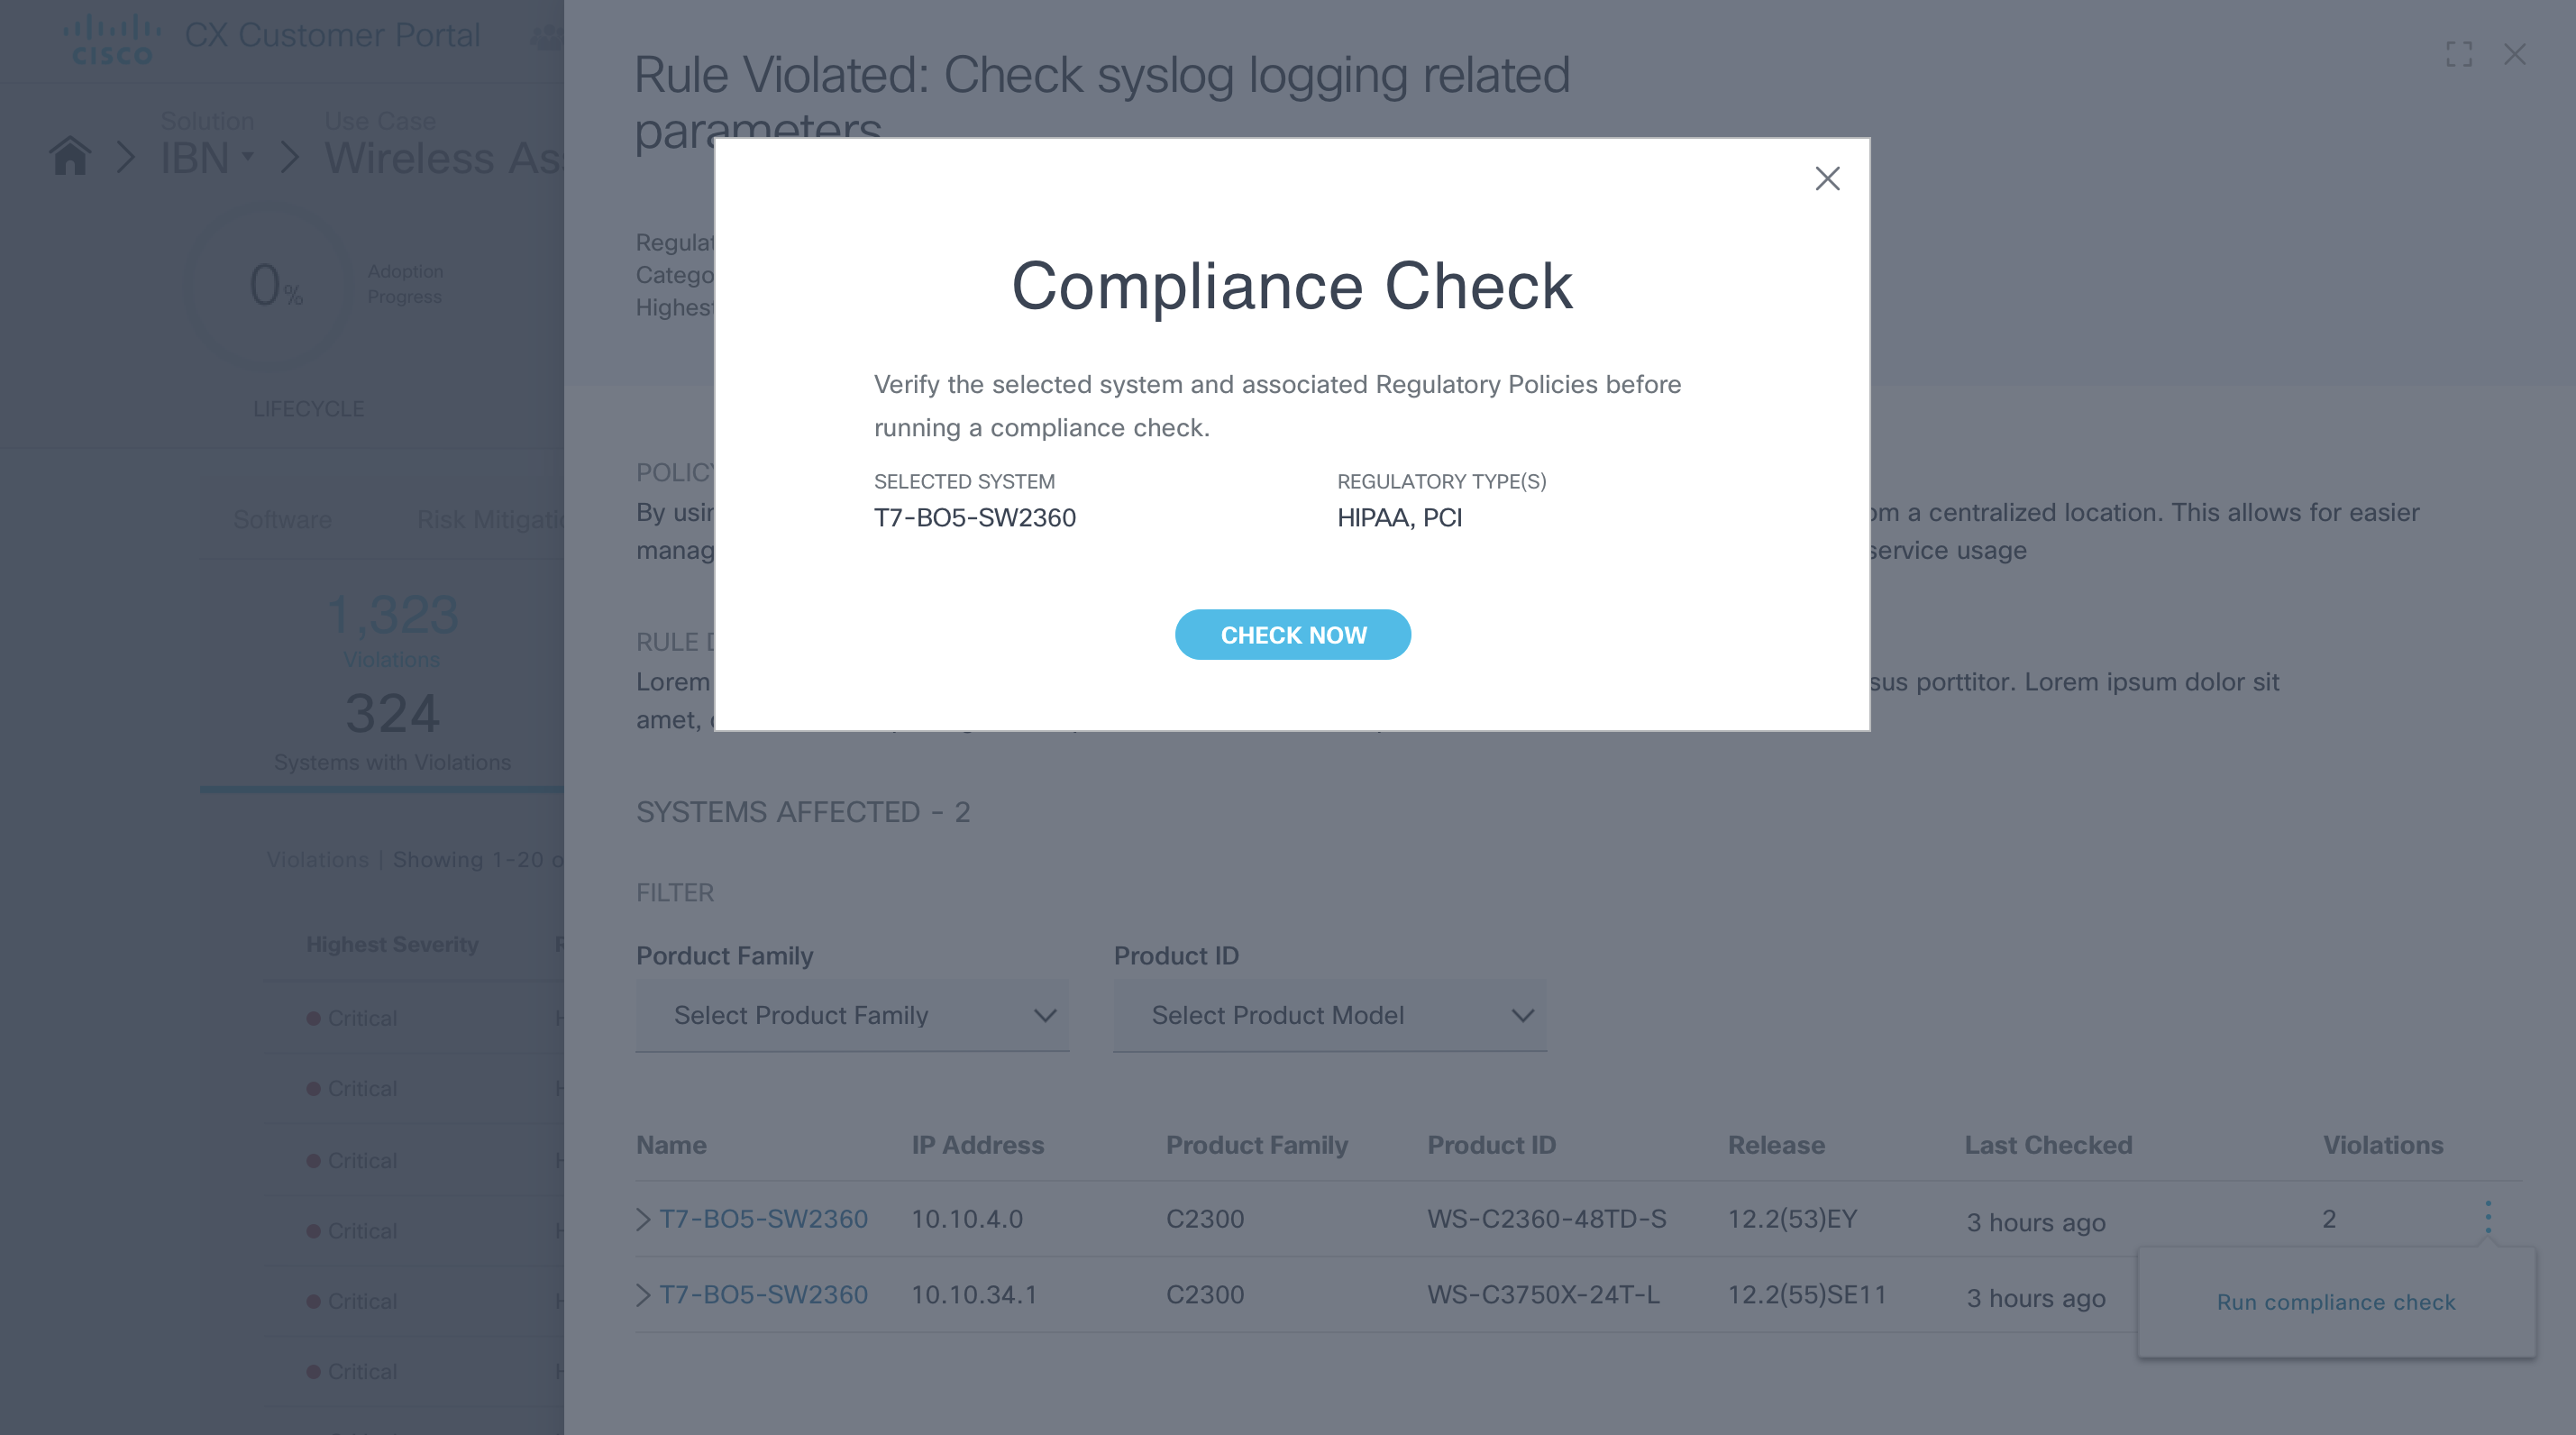 CISCO
CX Customer Portal
Solution
Use Case
IBN
Wireless Ass
0%
Adoption
Progress
LIFECYCLE
Software
Risk Mitigatio
1,323
Violations
324
Systems with Violations
Violations | Showing 1-20 o
Highest Severity
Critical
Critical
Critical
Critical
Critical
Critical
Rule Violated: Check syslog logging related
parameters
Regulat
Catego
Highest
Compliance Check
Verify the selected system and associated Regulatory Policies before
running a compliance check.
SELECTED SYSTEM
T7-BO5-SW2360
REGULATORY TYPE(S)
HIPAA, PCI
CHECK NOW
POLICY
By usin
om a centralized location. This allows for easier
manag
service usage
RULE D
Lorem
sus porttitor. Lorem ipsum dolor sit
amet,
SYSTEMS AFFECTED - 2
FILTER
Porduct Family
Product ID
Select Product Family
Select Product Model
Name IP Address Product Family Product ID Release Last Checked Violations
T7-BO5-SW2360 10.10.4.0 C2300 WS-C2360-48TD-S 12.2(53)EY 3 hours ago 2
T7-BO5-SW2360 10.10.34.1 C2300 WS-C3750X-24T-L 12.2(55)SE11 3 hours ago
Run compliance check